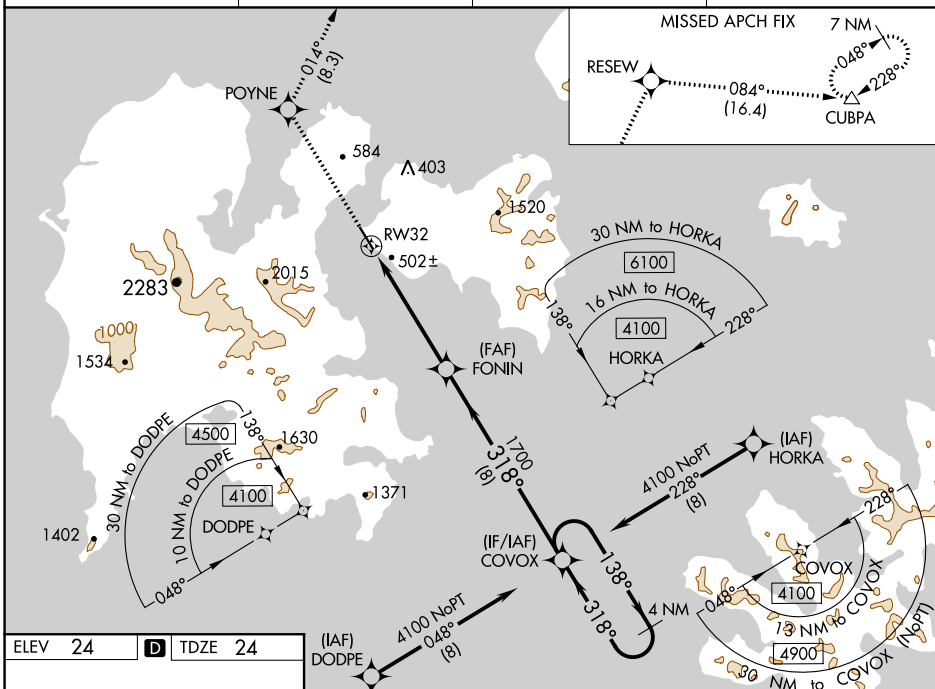 MISSED APCH FIX
7 NM
RESEW
048°
228°
084°
(16.4)
CUBPA
014°
(8.3)
POYNE
584
403
1520
RW32
502±
2283
2015
1000
1534
30 NM to HORKA
6100
16 NM to HORKA
4100
138°
228°
HORKA
(FAF)
FONIN
30 NM to DODPE
4500
138°
10 NM to DODPE
4100
1630
1371
DODPE
1402
048°
1700
318°
(8)
(IAF)
HORKA
4100 NoPT
228°
(8)
(IF/IAF)
COVOX
138°
318°
4 NM
228°
COVOX
4100
048°
13 NM to COVOX
4900
30 NM to COVOX (NoPT)
4100 NoPT
048°
(8)
(IAF)
DODPE
ELEV 24 D TDZE 24